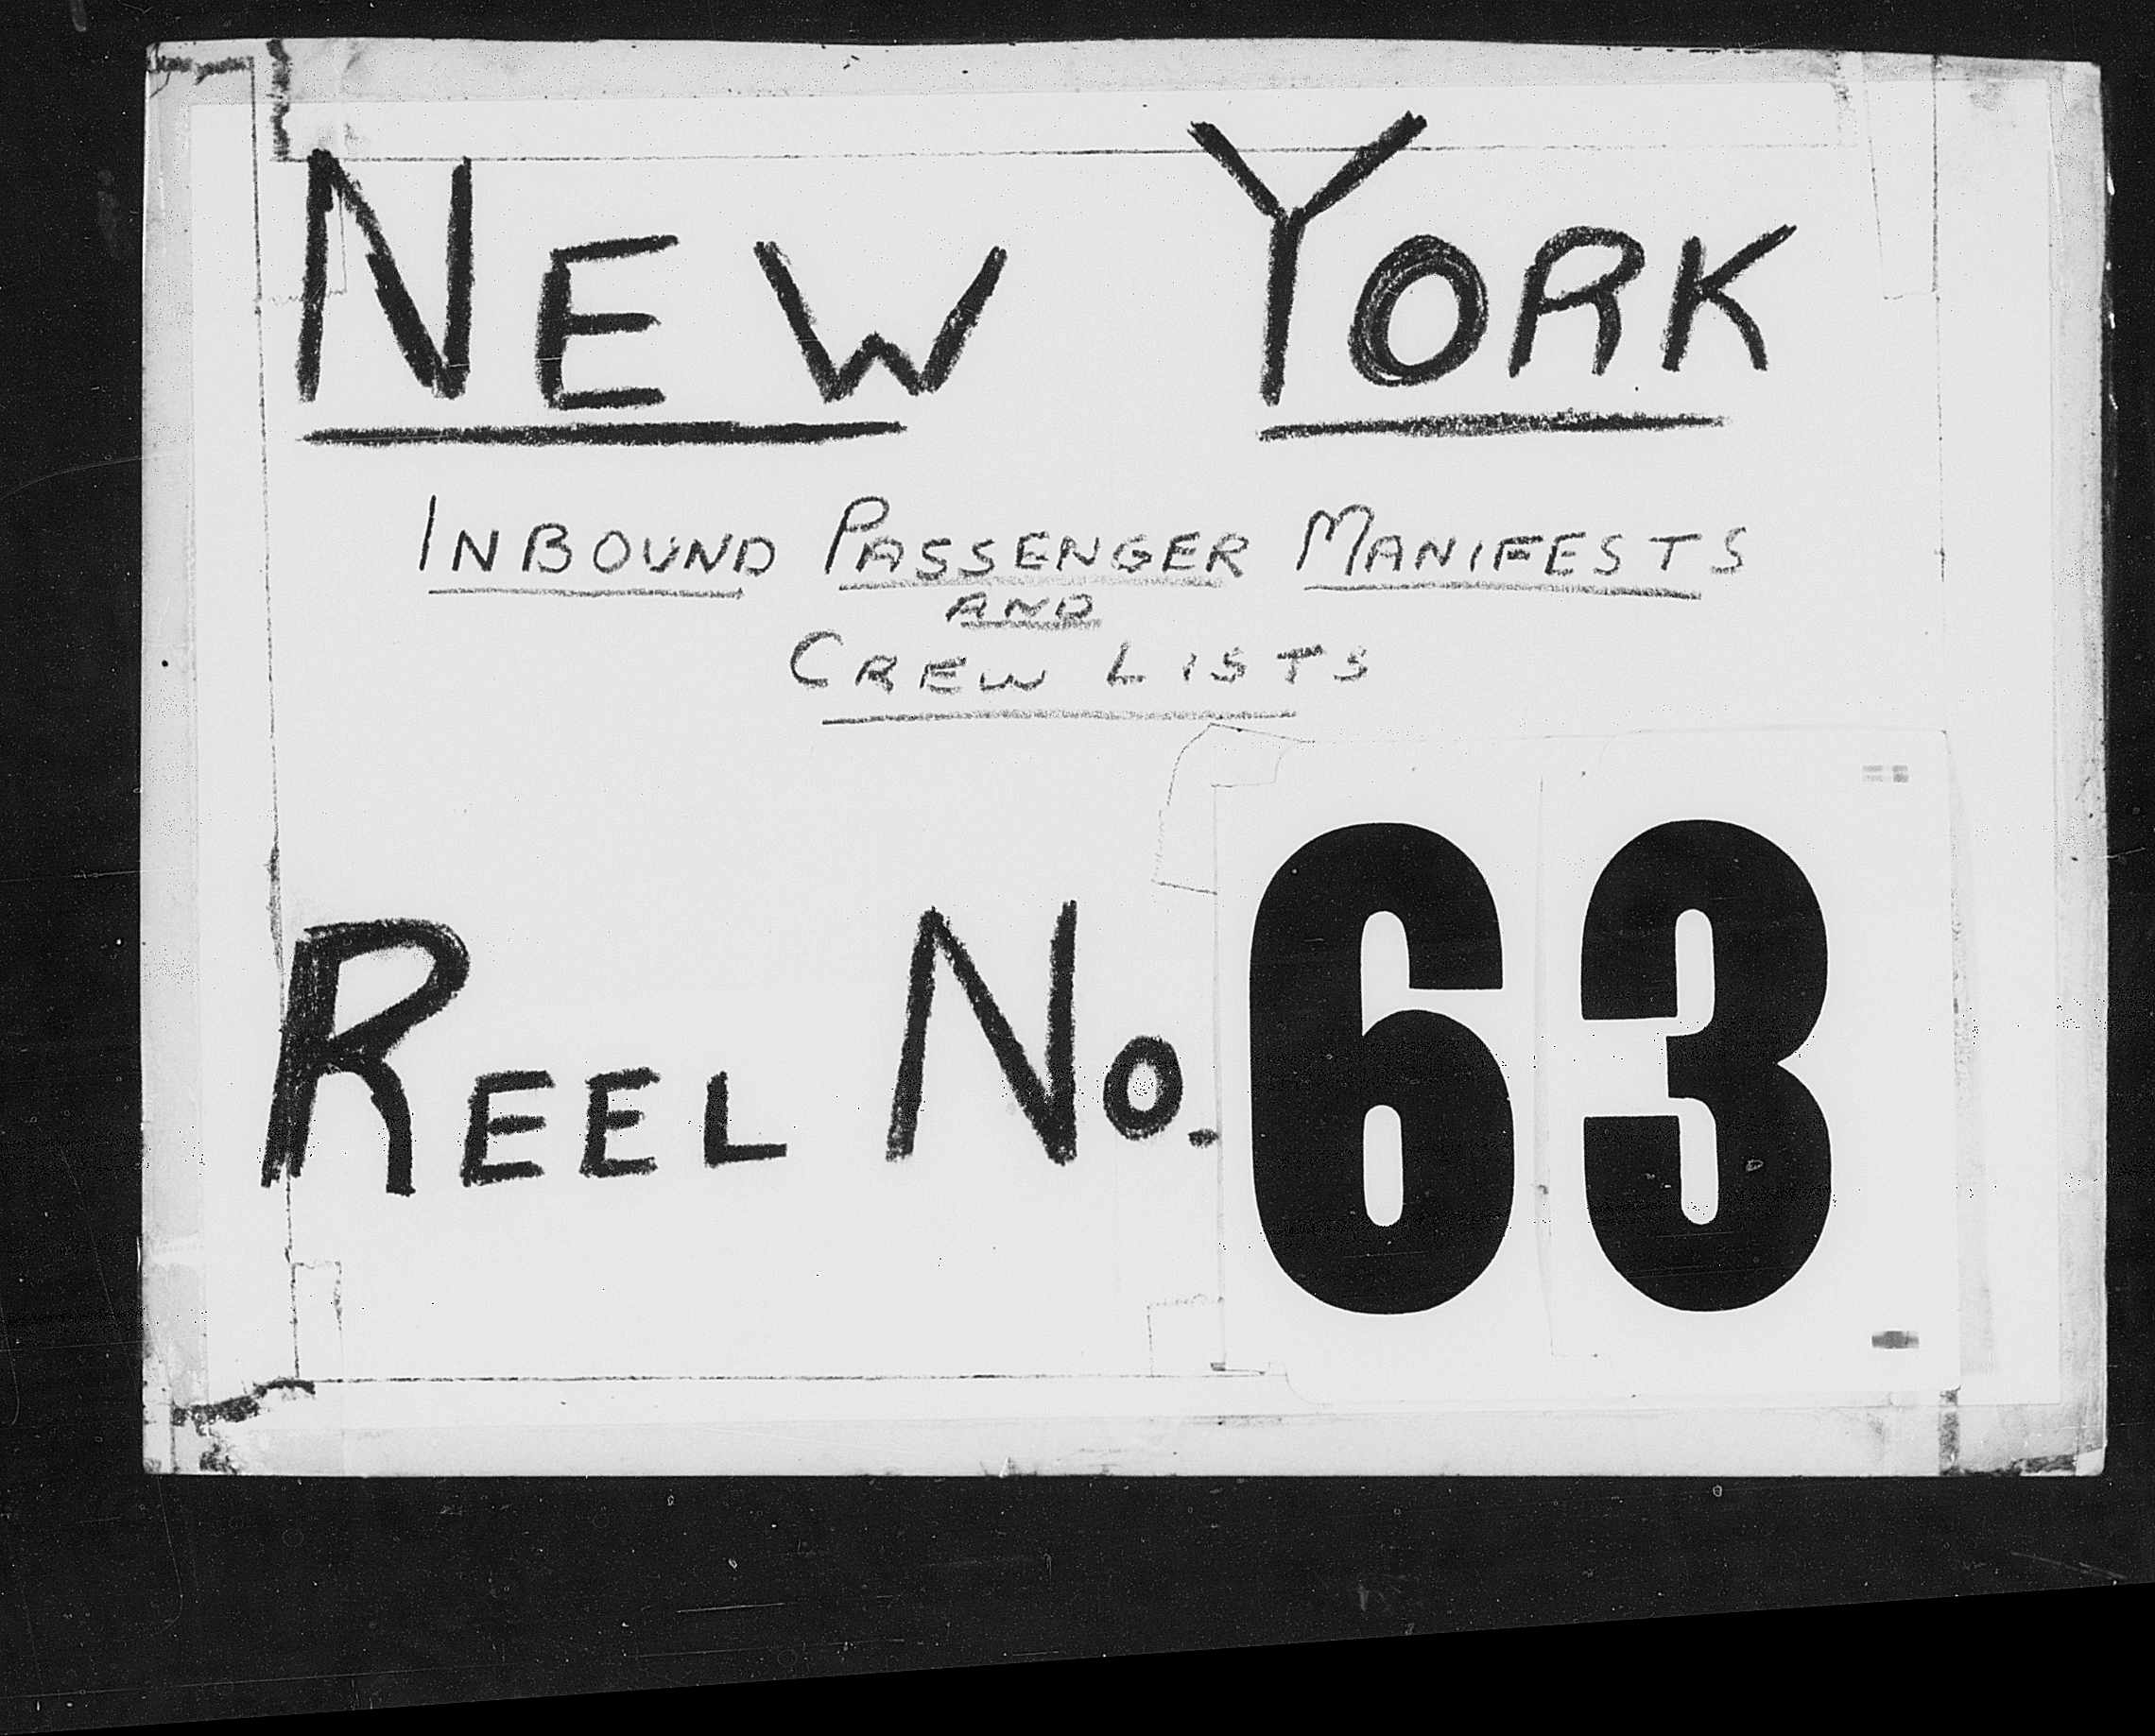 NEW YORK
INBOUND PASSENGER MANIFESTS
AND
CREW LISTS
REEL No. 63